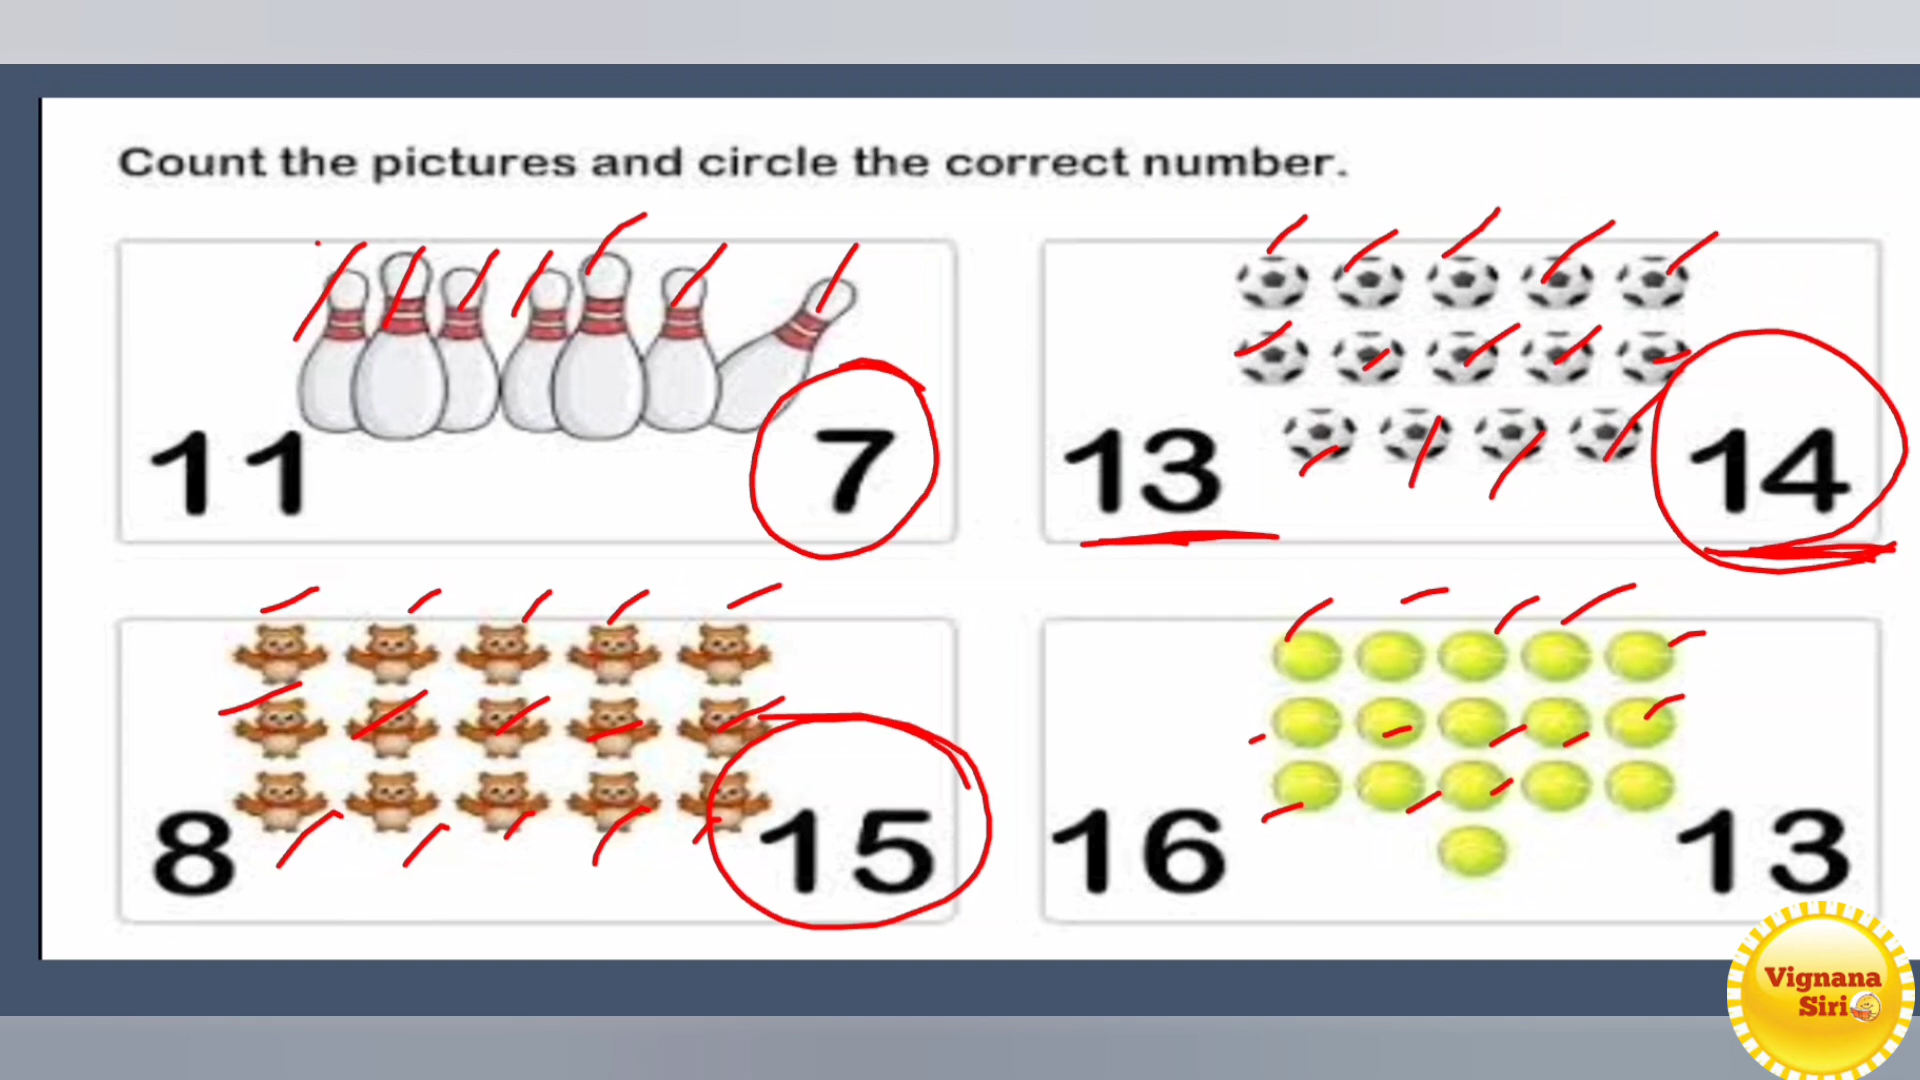 Count the pictures and circle the correct number.
11 7
13 14
8 15
16 13
Vignana
Siri